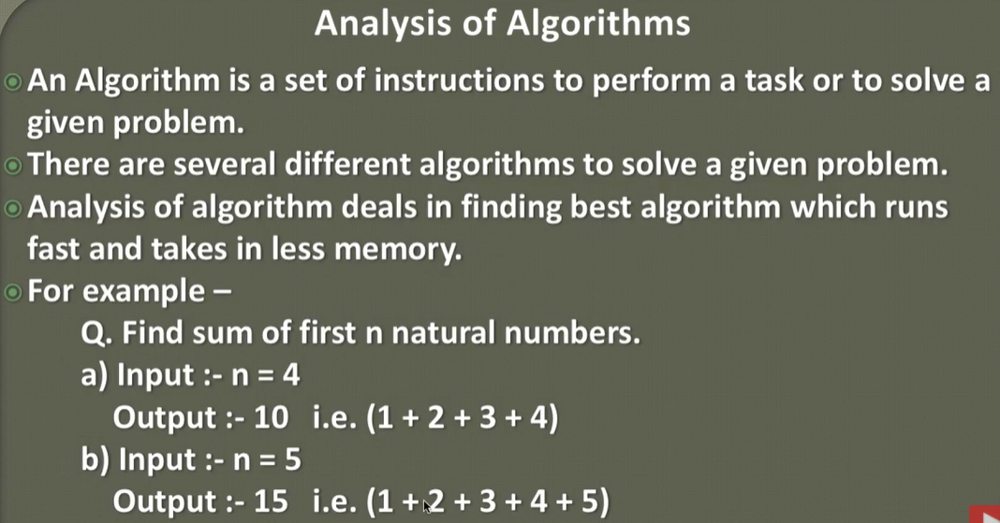 Analysis of Algorithms
An Algorithm is a set of instructions to perform a task or to solve a
given problem.
There are several different algorithms to solve a given problem.
Analysis of algorithm deals in finding best algorithm which runs
fast and takes in less memory.
For example –
Q. Find sum of first n natural numbers.
a) Input :- n = 4
Output :- 10 i.e. (1 + 2 + 3 + 4)
b) Input :- n = 5
Output :- 15 i.e. (1 + 2 + 3 + 4 + 5)